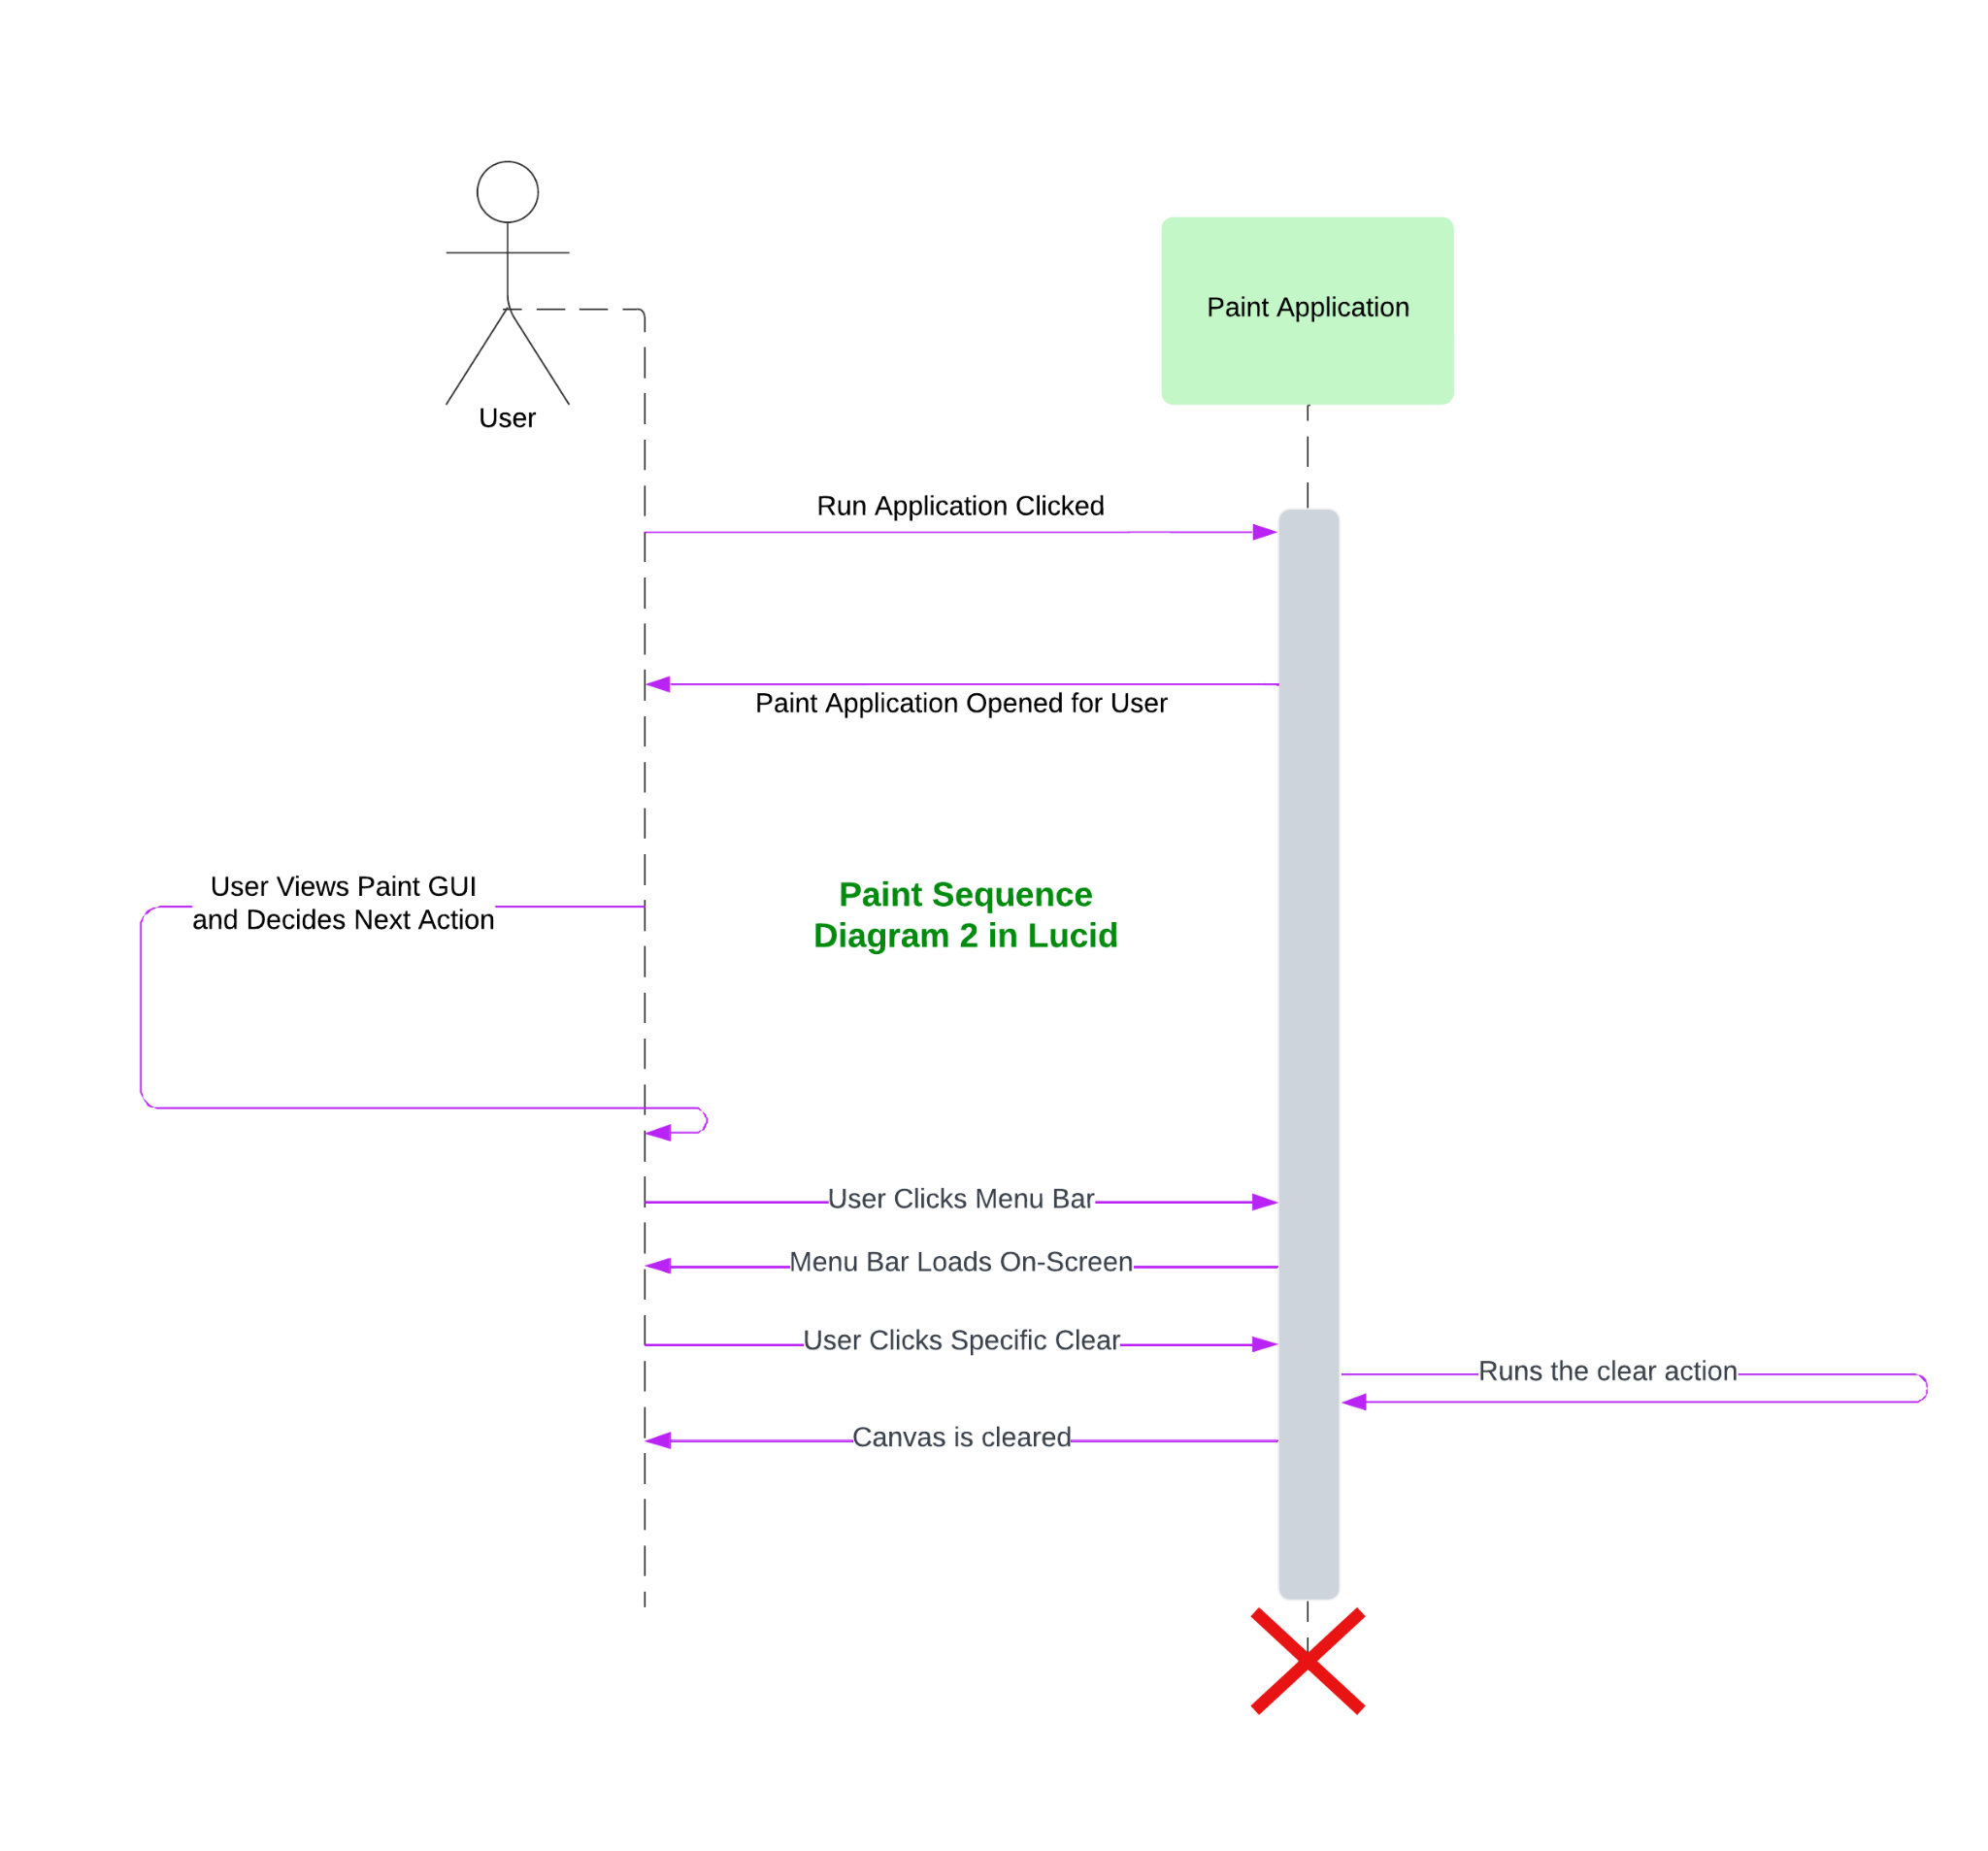 Paint Application
User
Run Application Clicked
Paint Application Opened for User
User Views Paint GUI
and Decides Next Action
Paint Sequence
Diagram 2 in Lucid
User Clicks Menu Bar
Menu Bar Loads On-Screen
User Clicks Specific Clear
Runs the clear action
Canvas is cleared